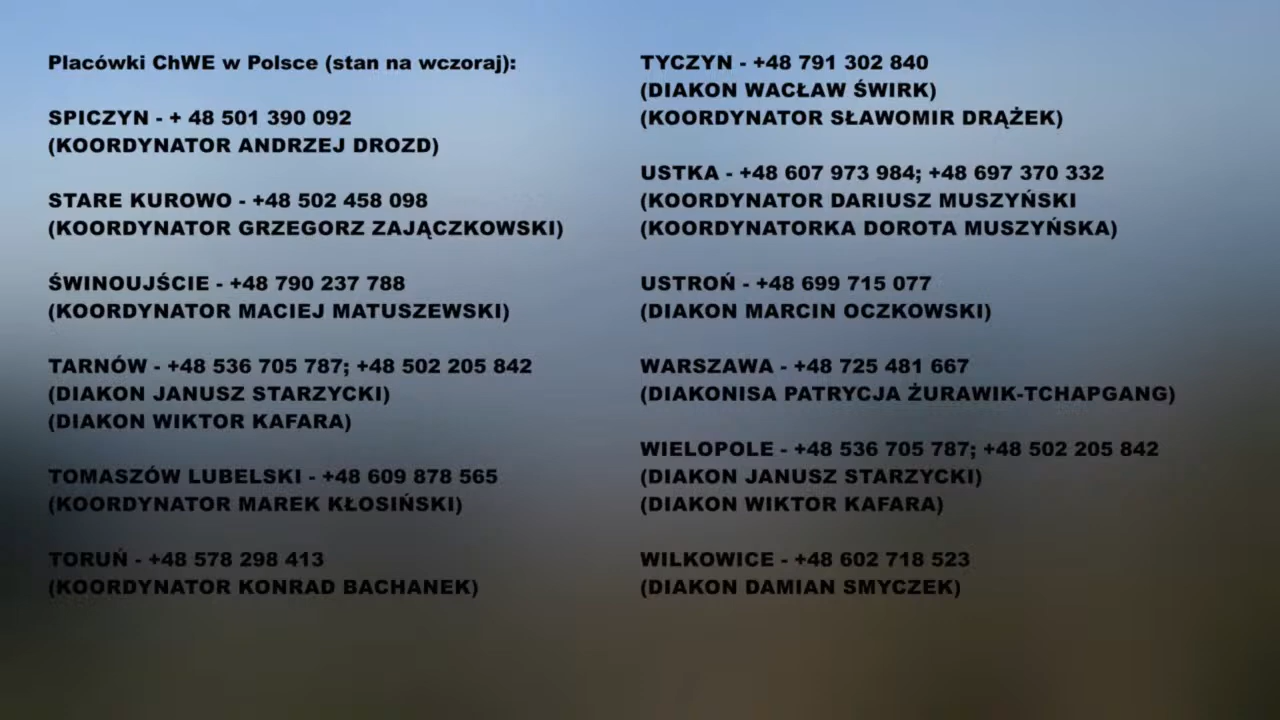 Placówki ChWE w Polsce (stan na wczoraj):
SPICZYN - + 48 501 390 092
(KOORDYNATOR ANDRZEJ DROZD)
STARE KUROWO - +48 502 458 098
(KOORDYNATOR GRZEGORZ ZAJĄCZKOWSKI)
ŚWINOUJŚCIE - +48 790 237 788
(KOORDYNATOR MACIEJ MATUSZEWSKI)
TARNÓW - +48 536 705 787; +48 502 205 842
(DIAKON JANUSZ STARZYCKI)
(DIAKON WIKTOR KAFARA)
TOMASZÓW LUBELSKI - +48 609 878 565
(KOORDYNATOR MAREK KŁOSIŃSKI)
TORUŃ - +48 578 298 413
(KOORDYNATOR KONRAD BACHANEK)
TYCZYN - +48 791 302 840
(DIAKON WACŁAW ŚWIRK)
(KOORDYNATOR SŁAWOMIR DRĄŻEK)
USTKA - +48 607 973 984; +48 697 370 332
(KOORDYNATOR DARIUSZ MUSZYŃSKI
(KOORDYNATORKA DOROTA MUSZYŃSKA)
USTROŃ - +48 699 715 077
(DIAKON MARCIN OCZKOWSKI)
WARSZAWA - +48 725 481 667
(DIAKONISA PATRYCJA ŻURAWIK-TCHAPGANG)
WIELOPOLE - +48 536 705 787; +48 502 205 842
(DIAKON JANUSZ STARZYCKI)
(DIAKON WIKTOR KAFARA)
WILKOWICE - +48 602 718 523
(DIAKON DAMIAN SMYCZEK)